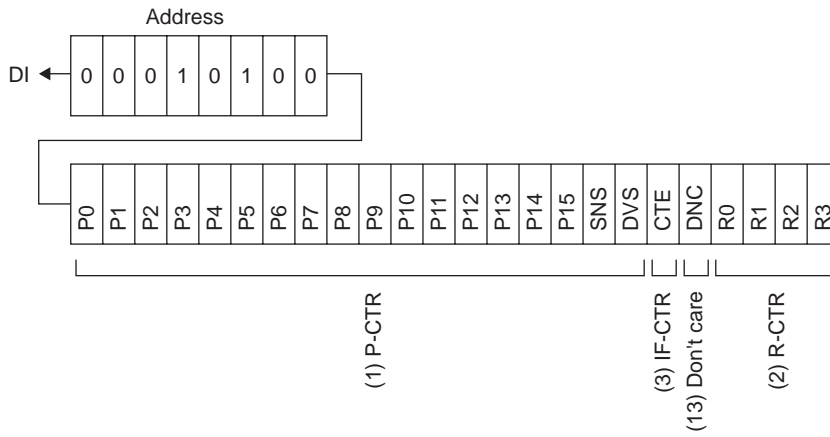 Address
DI
0 0 0 1 0 1 0 0
P0 P1 P2 P3 P4 P5 P6 P7 P8 P9 P10 P11 P12 P13 P14 P15 SNS DVS CTE DNC R0 R1 R2 R3
(1) P-CTR
(3) IF-CTR
(13) Don't care
(2) R-CTR